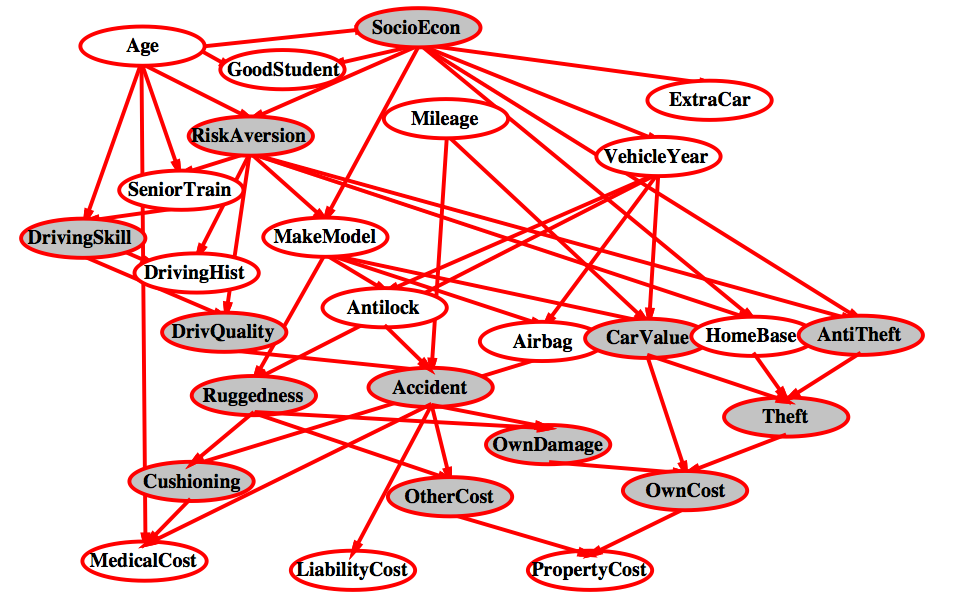 SocioEcon
Age
GoodStudent
ExtraCar
Mileage
RiskAversion
VehicleYear
SeniorTrain
DrivingSkill
MakeModel
DrivingHist
Antilock
DrivQuality
Airbag
CarValue
HomeBase
AntiTheft
Ruggedness
Accident
Theft
OwnDamage
Cushioning
OtherCost
OwnCost
MedicalCost
LiabilityCost
PropertyCost